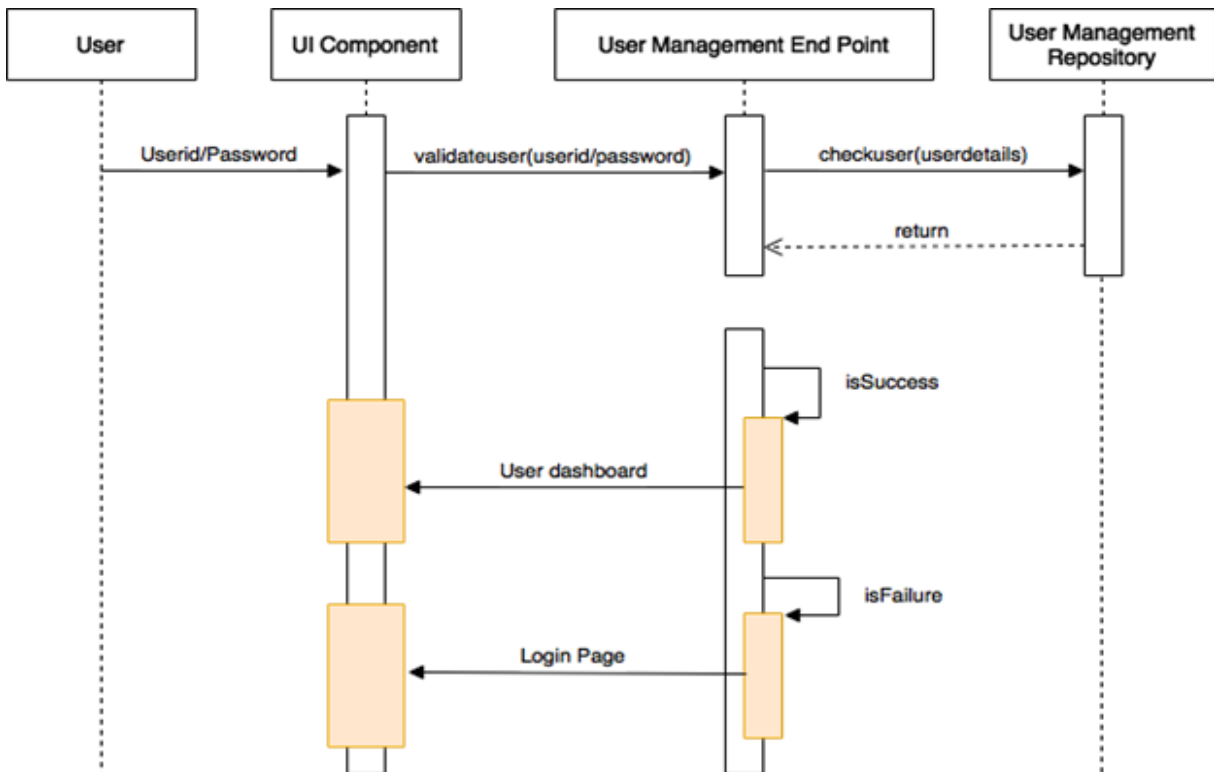 User
UI Component
User Management End Point
User Management
Repository
Userid/Password
validateuser(userid/password)
checkuser(userdetails)
return
isSuccess
User dashboard
isFailure
Login Page